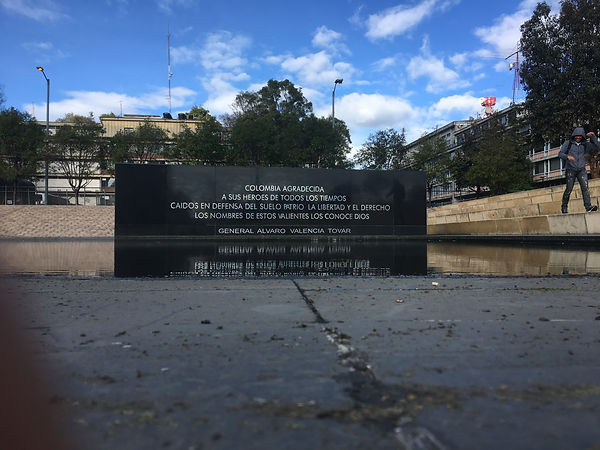 COLOMBIA AGRADECIDA
A SUS HEROES DE TODOS LOS TIEMPOS
CAIDOS EN DEFENSA DEL SUELO PATRIO LA LIBERTAD Y EL DERECHO
LOS NOMBRES DE ESTOS VALIENTES LOS CONOCE DIOS
GENERAL ALVARO VALENCIA TOVAR